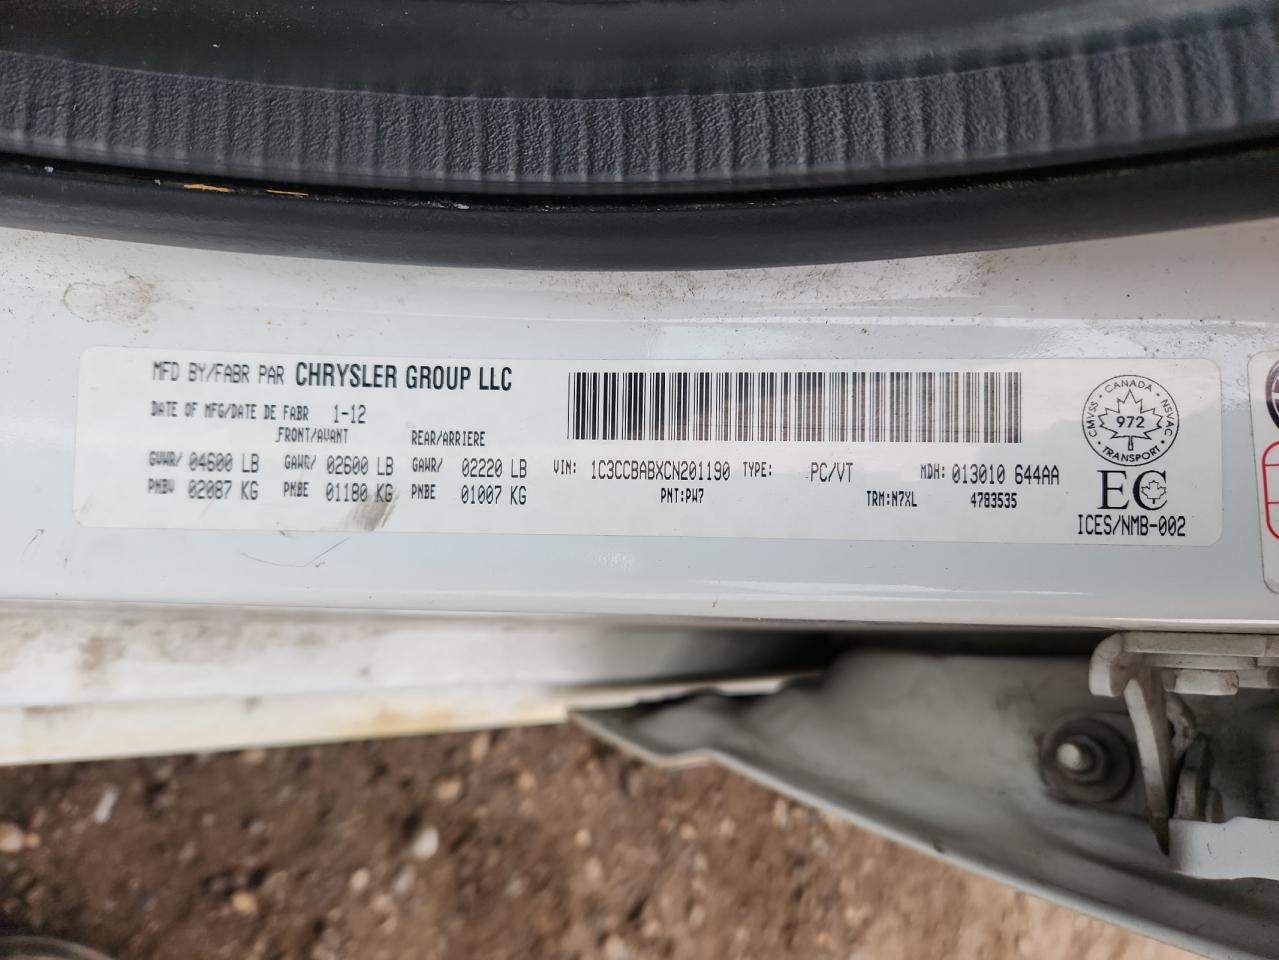 MFD BY/FABR PAR CHRYSLER GROUP LLC
DATE OF MFG/DATE DE FABR 1-12
FRONT/AVANT REAR/ARRIERE
GVWR/ 04600 LB GAWR/ 02600 LB GAWR/ 02220 LB VIN: 1C3CCBABXCN201190 TYPE: PC/VT MDH: 013010 644AA
PNBV 02087 KG PNBE 01180 KG PNBE 01007 KG PNT:PW7 TRM:N7XL 4783535
CANADA
CMVSS 972 NSVAC
TRANSPORT
EC
ICES/NMB-002